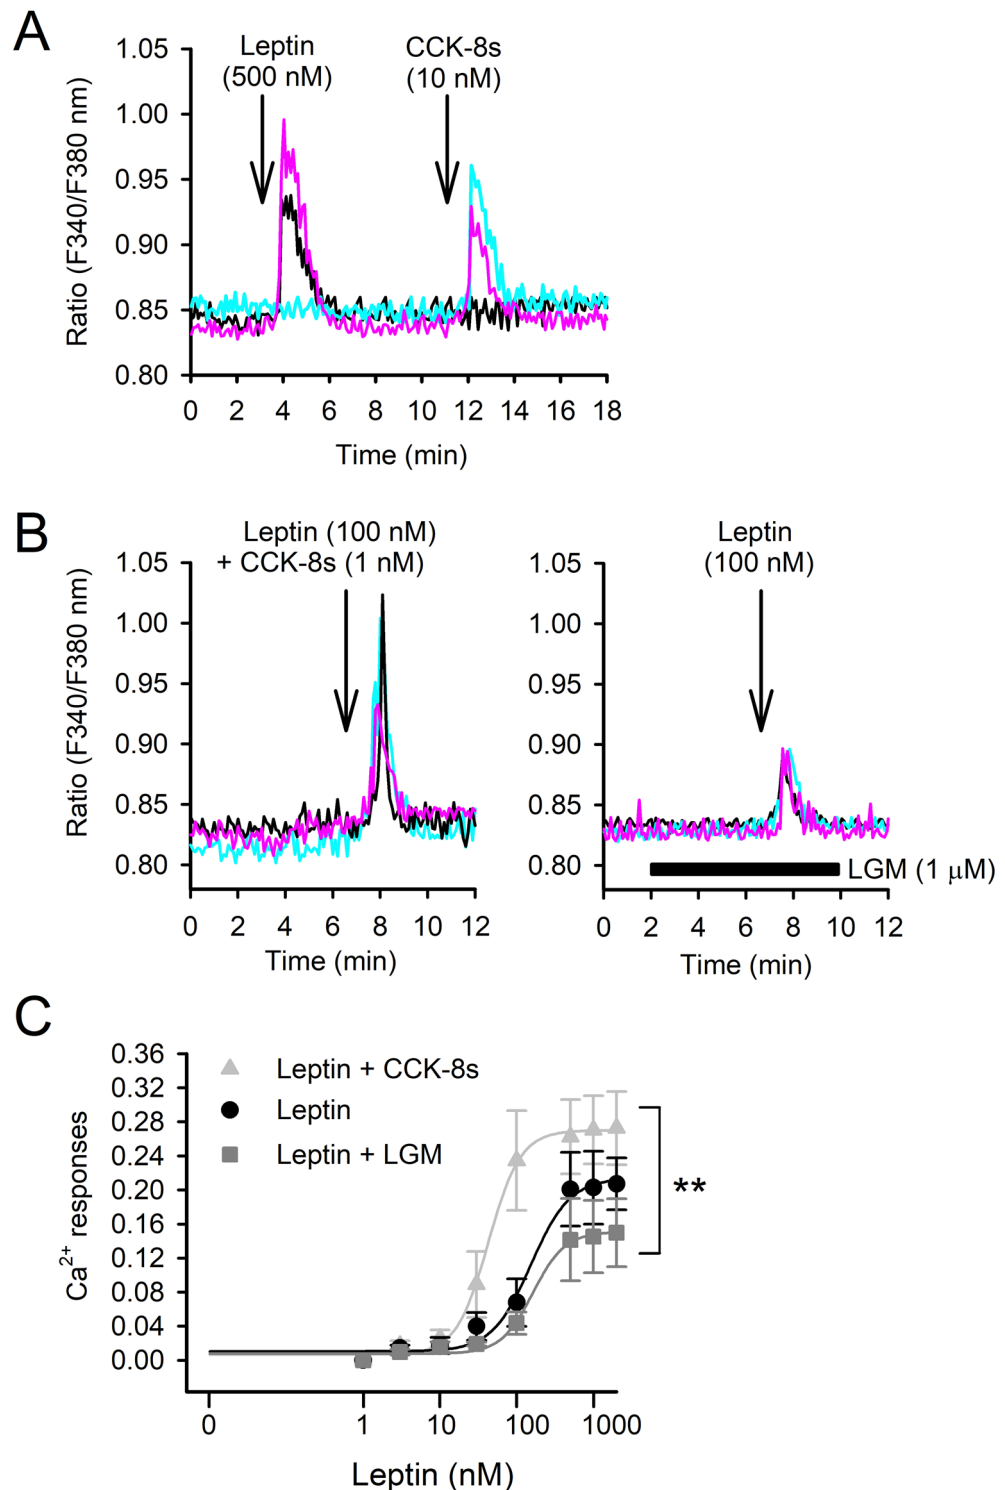 A
Leptin
(500 nM)
CCK-8s
(10 nM)
Ratio (F340/F380 nm)
1.05
1.00
0.95
0.90
0.85
0.80
0 2 4 6 8 10 12 14 16 18
Time (min)
B
Leptin (100 nM)
+ CCK-8s (1 nM)
Ratio (F340/F380 nm)
1.05
1.00
0.95
0.90
0.85
0.80
0 2 4 6 8 10 12
Time (min)
Leptin
(100 nM)
1.05
1.00
0.95
0.90
0.85
0.80
LGM (1 μM)
0 2 4 6 8 10 12
Time (min)
C
Ca2+ responses
0.36
0.32
0.28
0.24
0.20
0.16
0.12
0.08
0.04
0.00
Leptin + CCK-8s
Leptin
Leptin + LGM
**
0 1 10 100 1000
Leptin (nM)